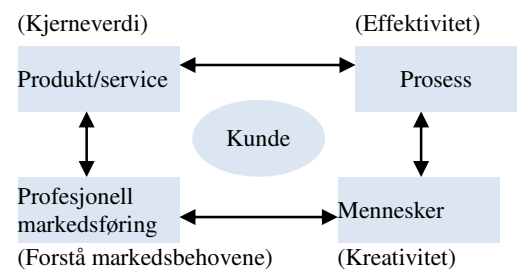 (Kjerneverdi)
(Effektivitet)
Produkt/service
Prosess
Kunde
Profesjonell
markedsføring
Mennesker
(Forstå markedsbehovene)
(Kreativitet)